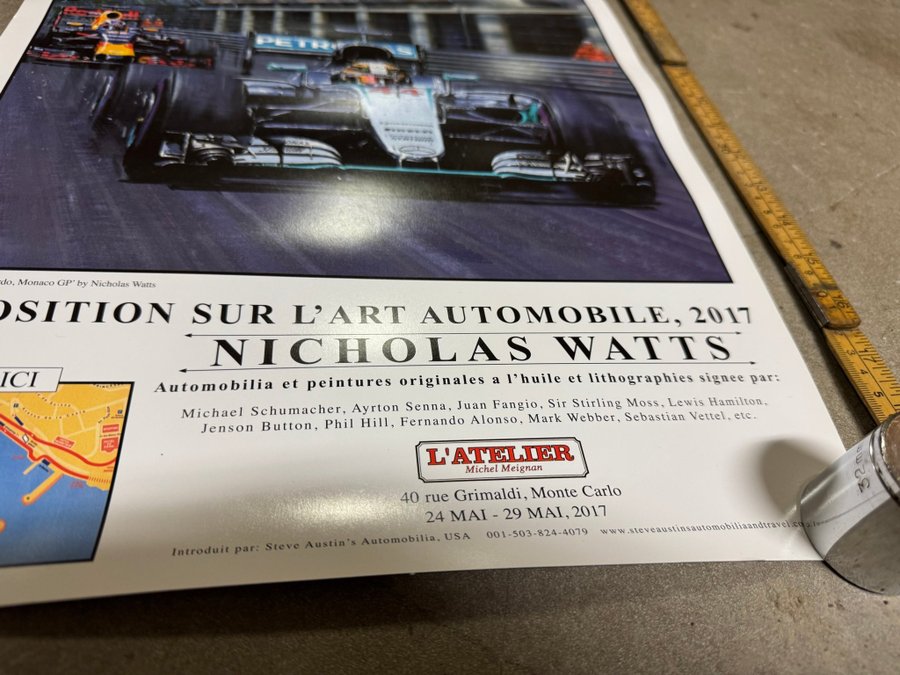 PETRONAS
44
rdo, Monaco GP' by Nicholas Watts
OSITION SUR L'ART AUTOMOBILE, 2017
NICHOLAS WATTS
ICI
Automobilia et peintures originales a l'huile et lithographies signee par:
Michael Schumacher, Ayrton Senna, Juan Fangio, Sir Stirling Moss, Lewis Hamilton,
Jenson Button, Phil Hill, Fernando Alonso, Mark Webber, Sebastian Vettel, etc.
L'ATELIER
Michel Meignan
40 rue Grimaldi, Monte Carlo
24 MAI - 29 MAI, 2017
Introduit par: Steve Austin's Automobilia, USA 001-503-824-4079 www.steveaustinsautomobiliaandtravel.co